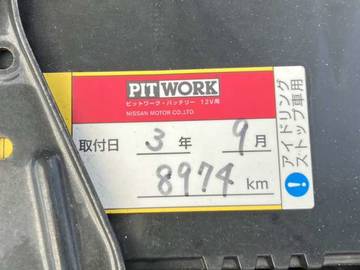 PITWORK
ピットワーク・バッテリー 12V用
NISSAN MOTOR CO.,LTD.
取付日 3年 9月
8974 km
アイドリング
ストップ車用